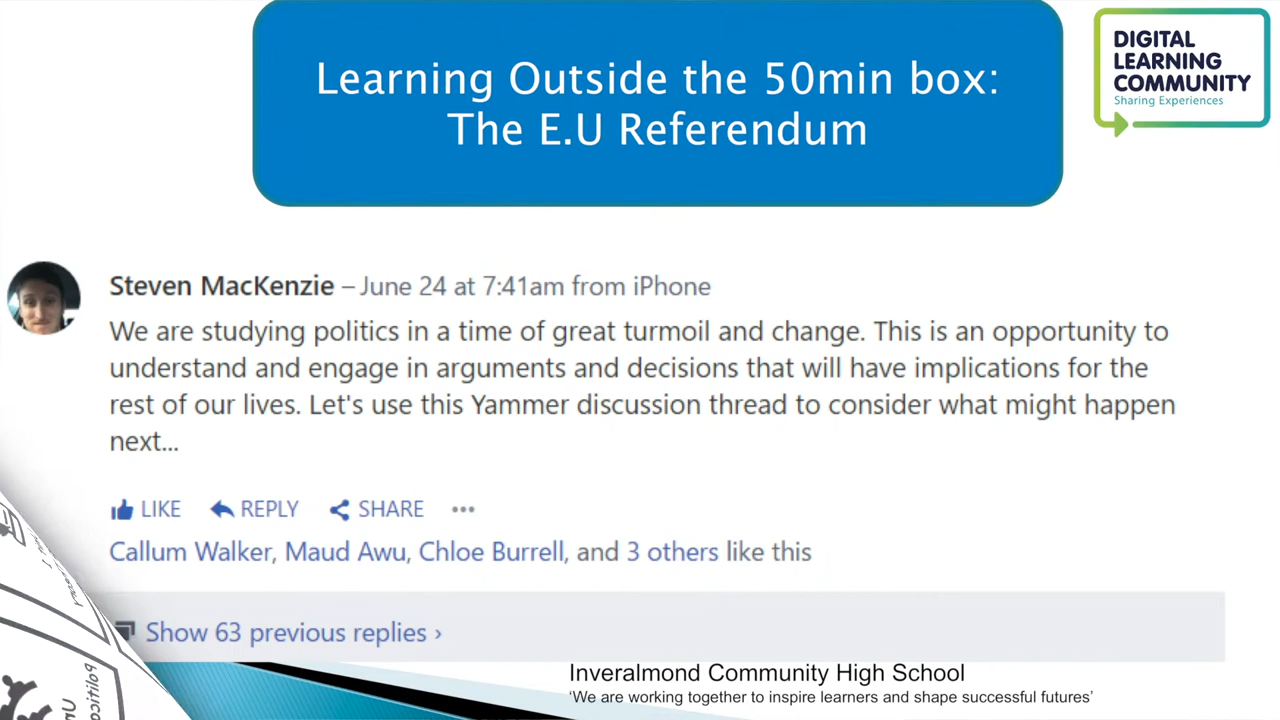 Learning Outside the 50min box:
The E.U Referendum
DIGITAL
LEARNING
COMMUNITY
Sharing Experiences
Steven MacKenzie – June 24 at 7:41am from iPhone
We are studying politics in a time of great turmoil and change. This is an opportunity to
understand and engage in arguments and decisions that will have implications for the
rest of our lives. Let's use this Yammer discussion thread to consider what might happen
next...
LIKE REPLY SHARE •••
Callum Walker, Maud Awu, Chloe Burrell, and 3 others like this
Show 63 previous replies ›
Inveralmond Community High School
‘We are working together to inspire learners and shape successful futures’